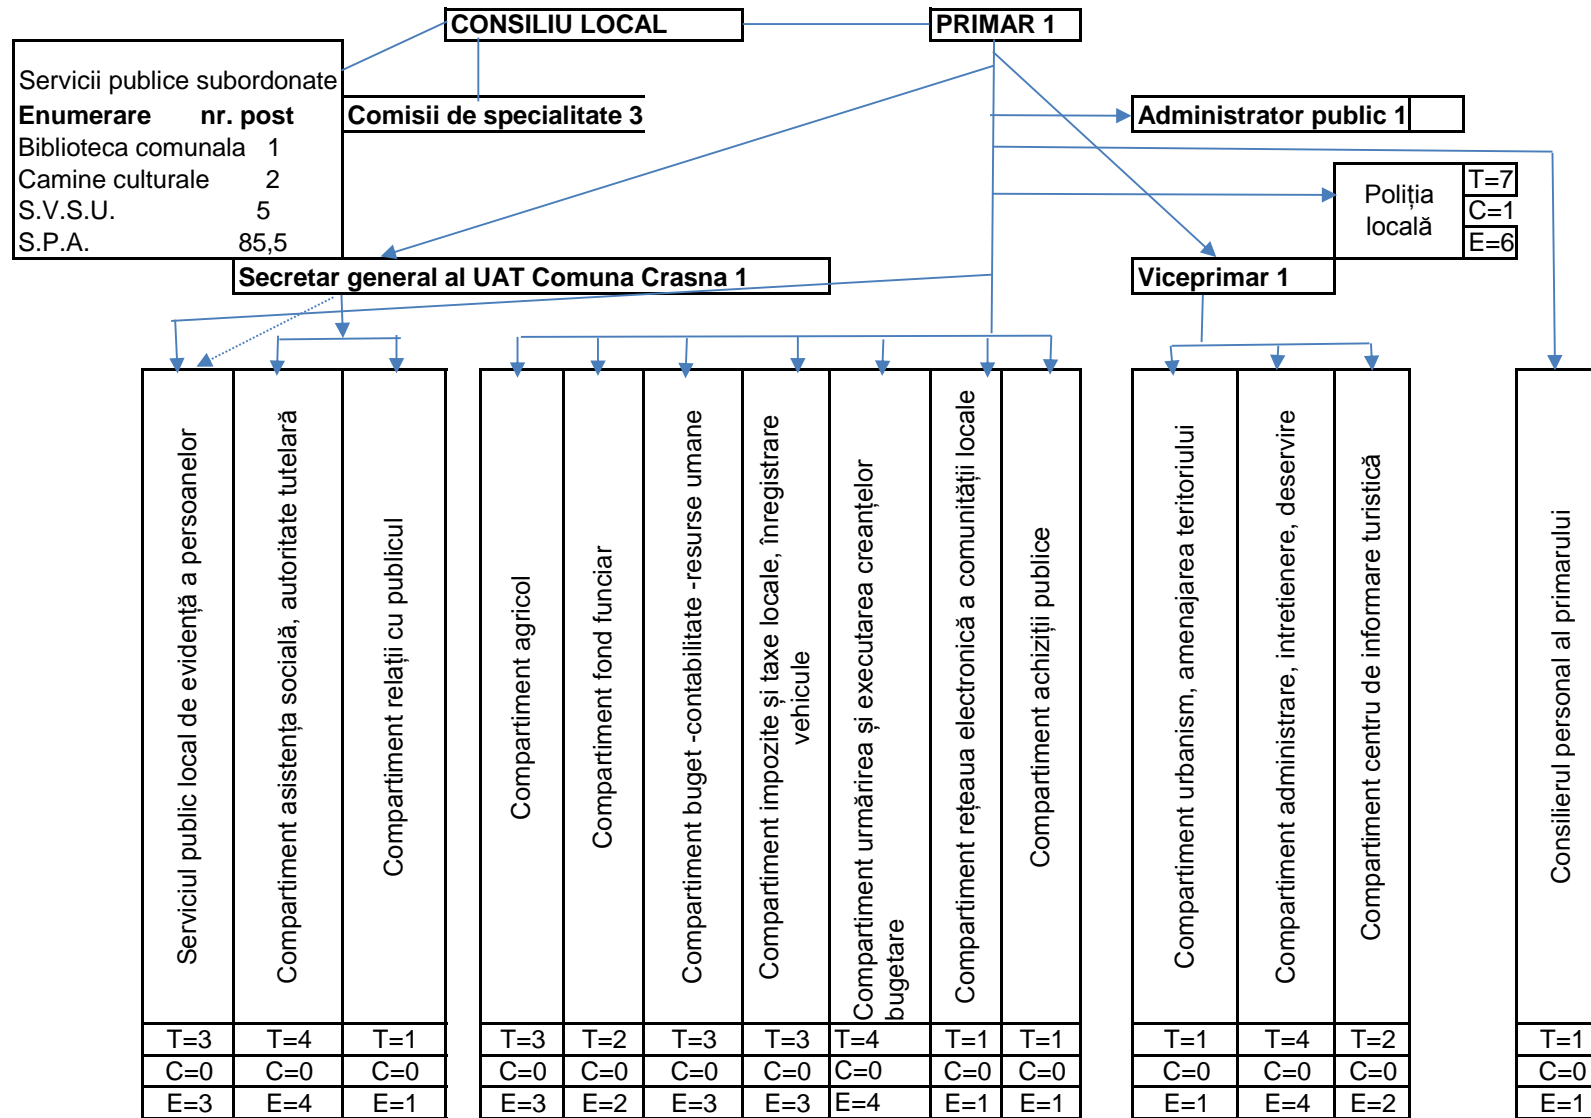 CONSILIU LOCAL
PRIMAR 1
Servicii publice subordonate
Enumerare nr. post
Biblioteca comunala 1
Camine culturale 2
S.V.S.U. 5
S.P.A. 85,5
Comisii de specialitate 3
Administrator public 1
Poliția
locală
T=7
C=1
E=6
Secretar general al UAT Comuna Crasna 1
Viceprimar 1
Serviciul public local de evidență a persoanelor
Compartiment asistența socială, autoritate tutelară
Compartiment relații cu publicul
Compartiment agricol
Compartiment fond funciar
Compartiment buget -contabilitate -resurse umane
Compartiment impozite și taxe locale, înregistrare
vehicule
Compartiment urmărirea și executarea creanțelor
bugetare
Compartiment rețeaua electronică a comunității locale
Compartiment achiziții publice
Compartiment urbanism, amenajarea teritoriului
Compartiment administrare, intretienere, deservire
Compartiment centru de informare turistică
Consilierul personal al primarului
T=3 T=4 T=1 T=3 T=2 T=3 T=3 T=4 T=1 T=1 T=1 T=4 T=2 T=1
C=0 C=0 C=0 C=0 C=0 C=0 C=0 C=0 C=0 C=0 C=0 C=0 C=0 C=0
E=3 E=4 E=1 E=3 E=2 E=3 E=3 E=4 E=1 E=1 E=1 E=4 E=2 E=1